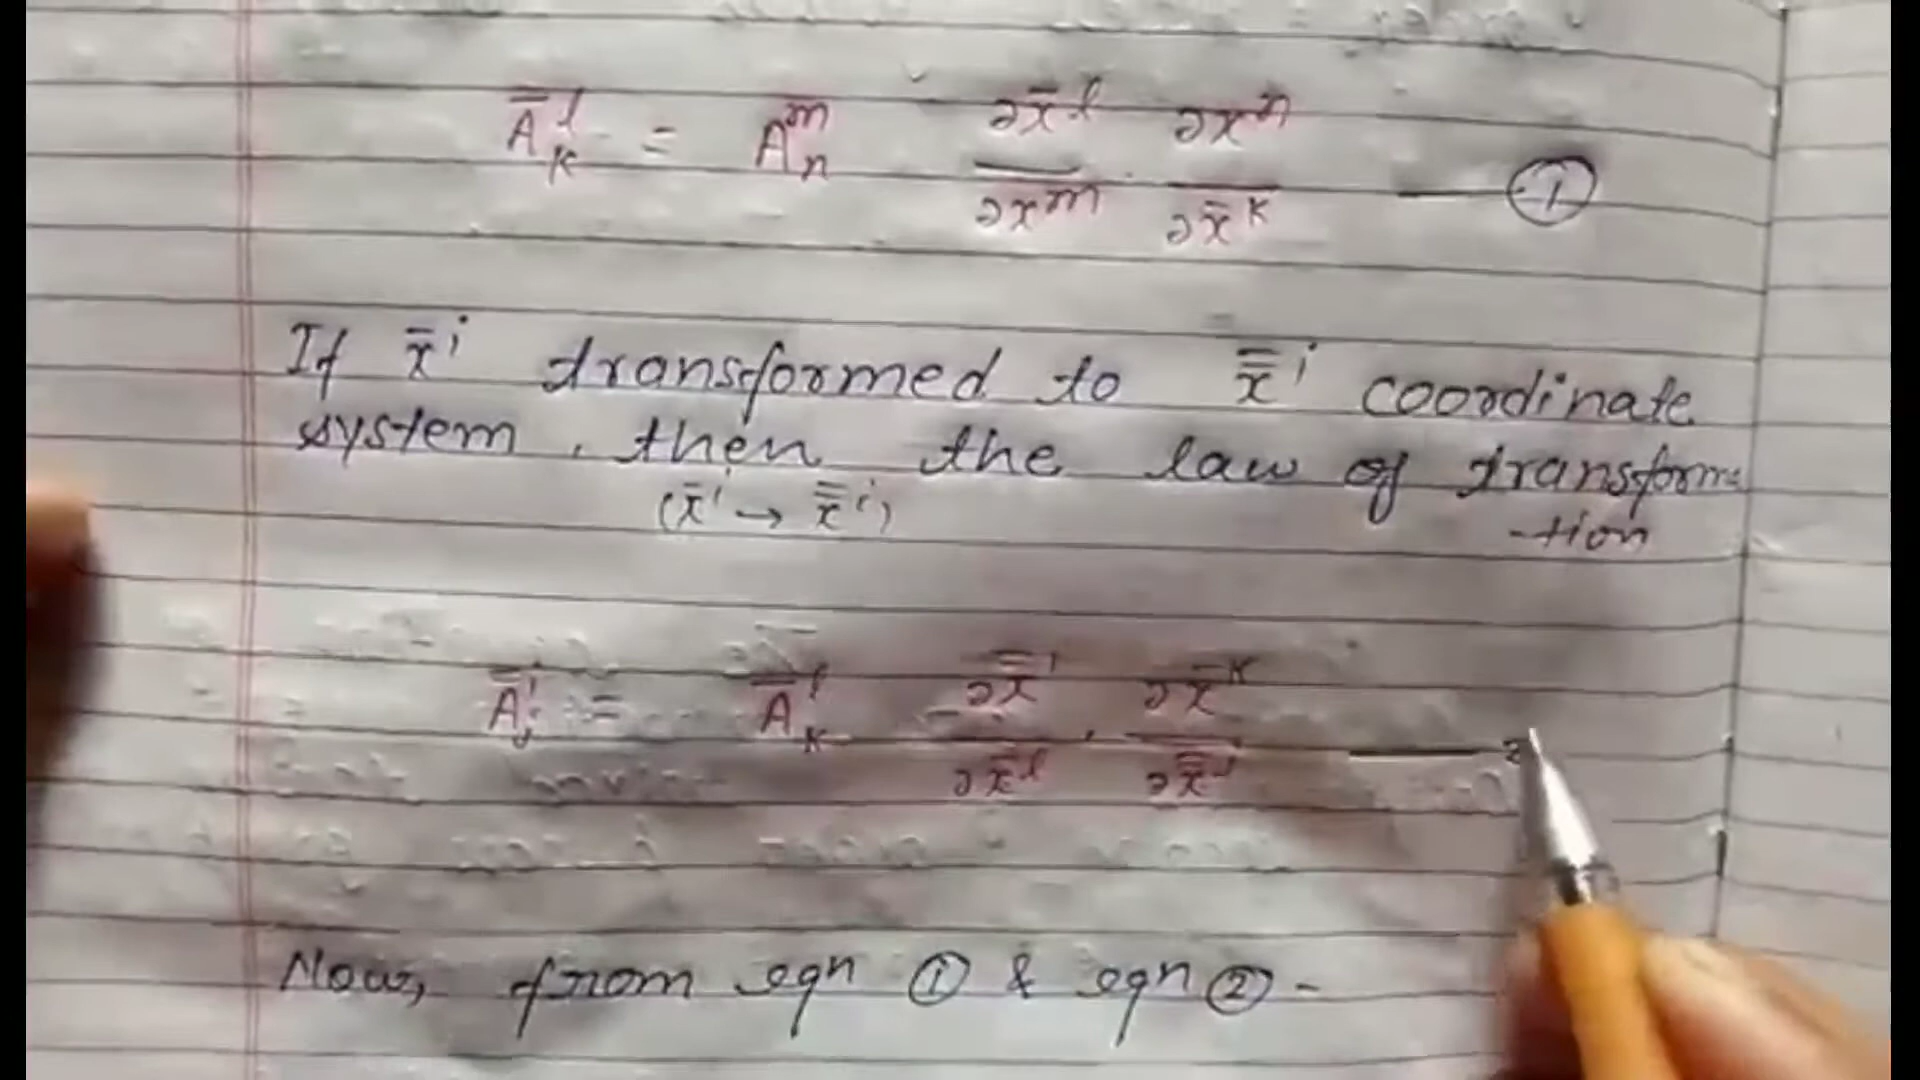 Ā^l_k = A^m_n ∂x̄^l/∂x^m . ∂x^n/∂x̄^k — ①
If x̄^i transformed to x̿^i coordinate
system, then the law of transforma
(x̄^i → x̿^i)
-tion
A̿^i_j = Ā^l_k ∂x̿^i/∂x̄^l . ∂x̄^k/∂x̿^j —
Now, from eqn ① & eqn ② -